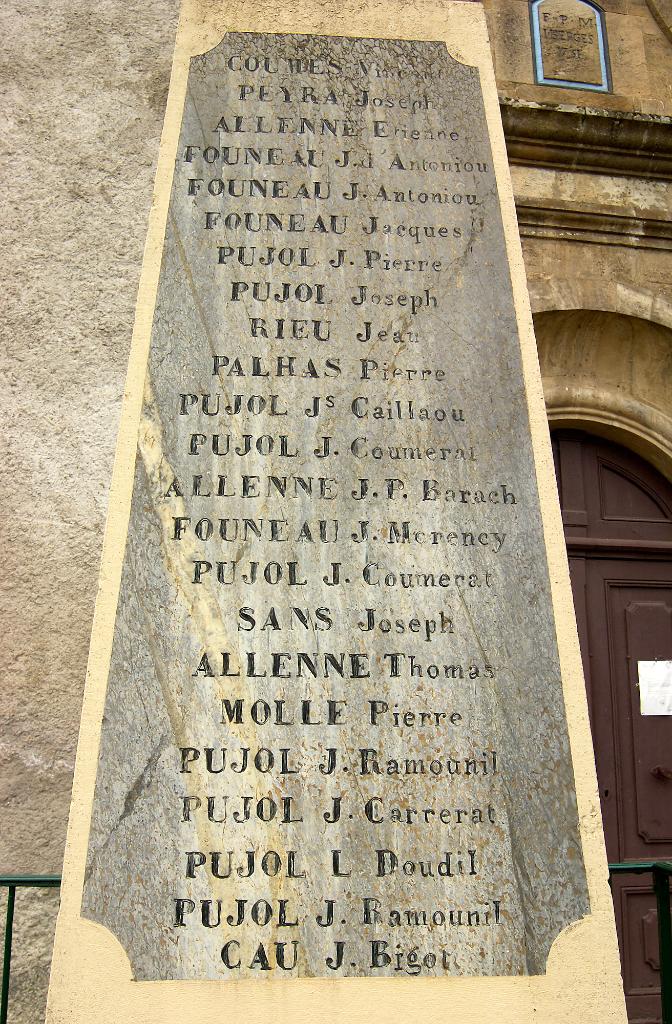 COUMES Vincent
PEYRA Joseph
ALLENNE Etienne
FOUNEAU J. d'Antoniou
FOUNEAU J. Antoniou
FOUNEAU Jacques
PUJOL J. Pierre
PUJOL Joseph
RIEU Jean
PALHAS Pierre
PUJOL Js Caillaou
PUJOL J. Coumerat
ALLENNE J.P. Barach
FOUNEAU J. Merency
PUJOL J. Coumerat
SANS Joseph
ALLENNE Thomas
MOLLE Pierre
PUJOL J. Ramounil
PUJOL J. Carrerat
PUJOL L Doudil
PUJOL J. Ramounil
CAU J. Bigot
F.P.M.